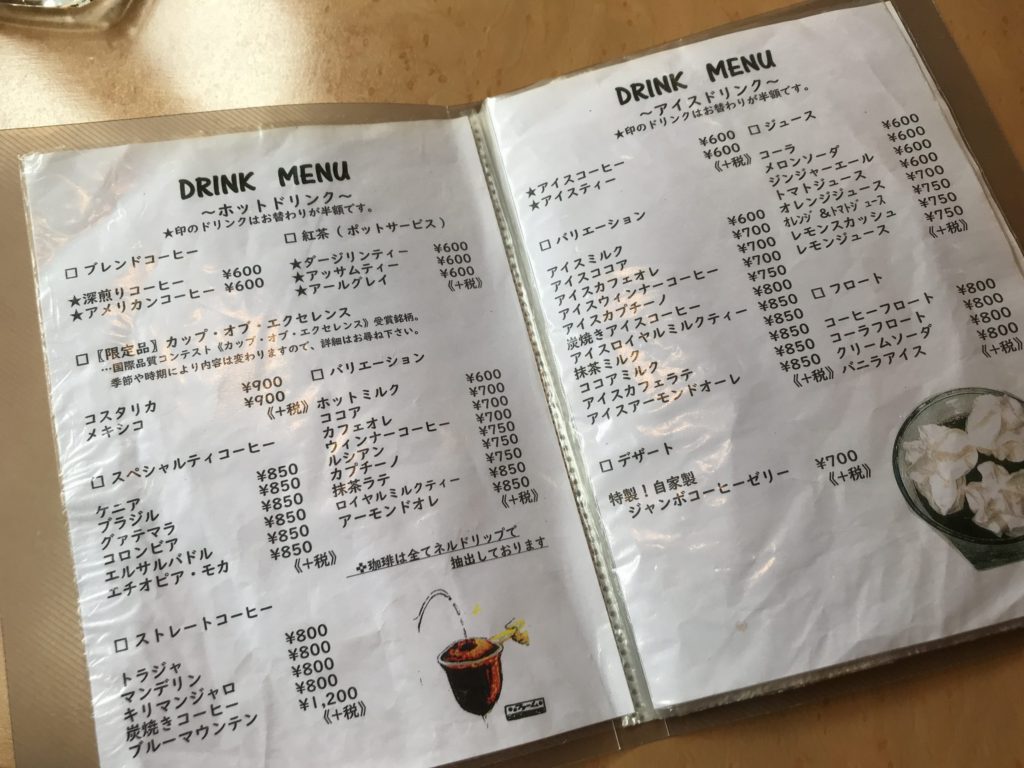 DRINK MENU
～ホットドリンク～
★印のドリンクはお替わりが半額です。
□ ブレンドコーヒー
★深煎りコーヒー ¥600
★アメリカンコーヒー ¥600
□ 紅茶（ポットサービス）
★ダージリンティー ¥600
★アッサムティー ¥600
★アールグレイ ¥600
《+税》
□〖限定品〗カップ・オブ・エクセレンス
…国際品質コンテスト《カップ・オブ・エクセレンス》受賞銘柄。
季節や時期により内容は変わりますので、詳細はお尋ね下さい。
コスタリカ ¥900
メキシコ ¥900
《+税》
□ スペシャルティコーヒー
ケニア ¥850
ブラジル ¥850
グァテマラ ¥850
コロンビア ¥850
エルサルバドル ¥850
エチオピア・モカ ¥850
《+税》
□ ストレートコーヒー
トラジャ ¥800
マンデリン ¥800
キリマンジャロ ¥800
炭焼きコーヒー ¥800
ブルーマウンテン ¥1,200
《+税》
□ バリエーション
ホットミルク ¥600
ココア ¥700
カフェオレ ¥700
ウインナーコーヒー ¥700
ルシアン ¥750
カプチーノ ¥750
抹茶ラテ
ロイヤルミルクティー
アーモンドオレ ¥850
《+税》
❖珈琲は全てネルドリップで
抽出しております
DRINK MENU
～アイスドリンク～
★印のドリンクはお替わりが半額です。
★アイスコーヒー ¥600
★アイスティー ¥600
《+税》
□ バリエーション
アイスミルク ¥600
アイスココア ¥700
アイスカフェオレ ¥700
アイスウィンナーコーヒー ¥700
アイスカプチーノ ¥750
炭焼きアイスコーヒー ¥800
アイスロイヤルミルクティー ¥850
抹茶ミルク ¥850
ココアミルク ¥850
アイスカフェラテ ¥850
アイスアーモンドオーレ ¥850
《+税》
□ デザート
特製！自家製
ジャンボコーヒーゼリー ¥700
《+税》
□ ジュース
コーラ ¥600
メロンソーダ ¥600
ジンジャーエール ¥600
トマトジュース ¥600
オレンジジュース ¥700
ｵﾚﾝｼﾞ &ﾄﾏﾄｼﾞｭｰｽ ¥750
レモンスカッシュ ¥750
レモンジュース ¥750
《+税》
□ フロート
コーヒーフロート ¥800
コーラフロート ¥800
クリームソーダ ¥800
バニラアイス
《+税》